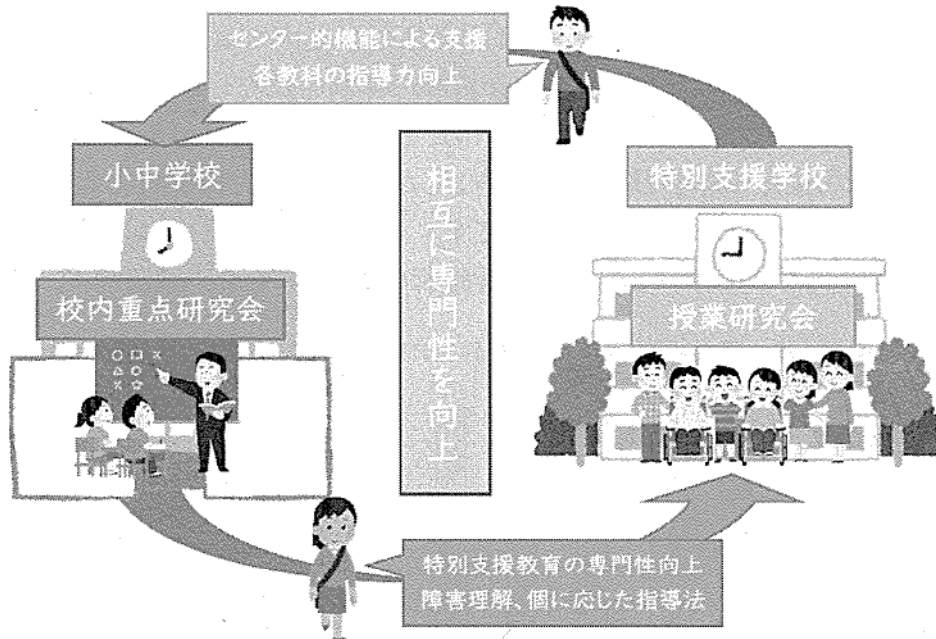 センター的機能による支援
各教科の指導力向上
小中学校
特別支援学校
相互に専門性を向上
校内重点研究会
授業研究会
特別支援教育の専門性向上
障害理解、個に応じた指導法